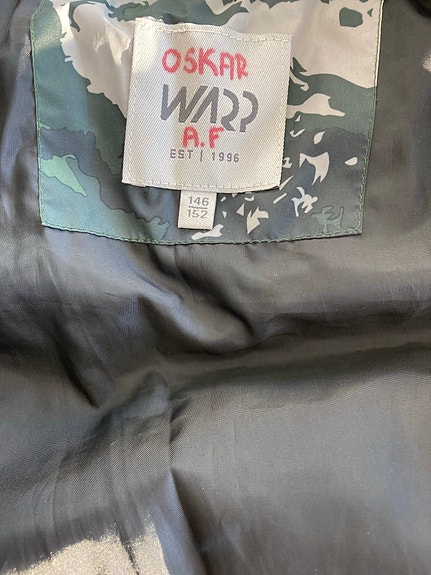 OSKAR
WARP
A.F
EST | 1996
146
152